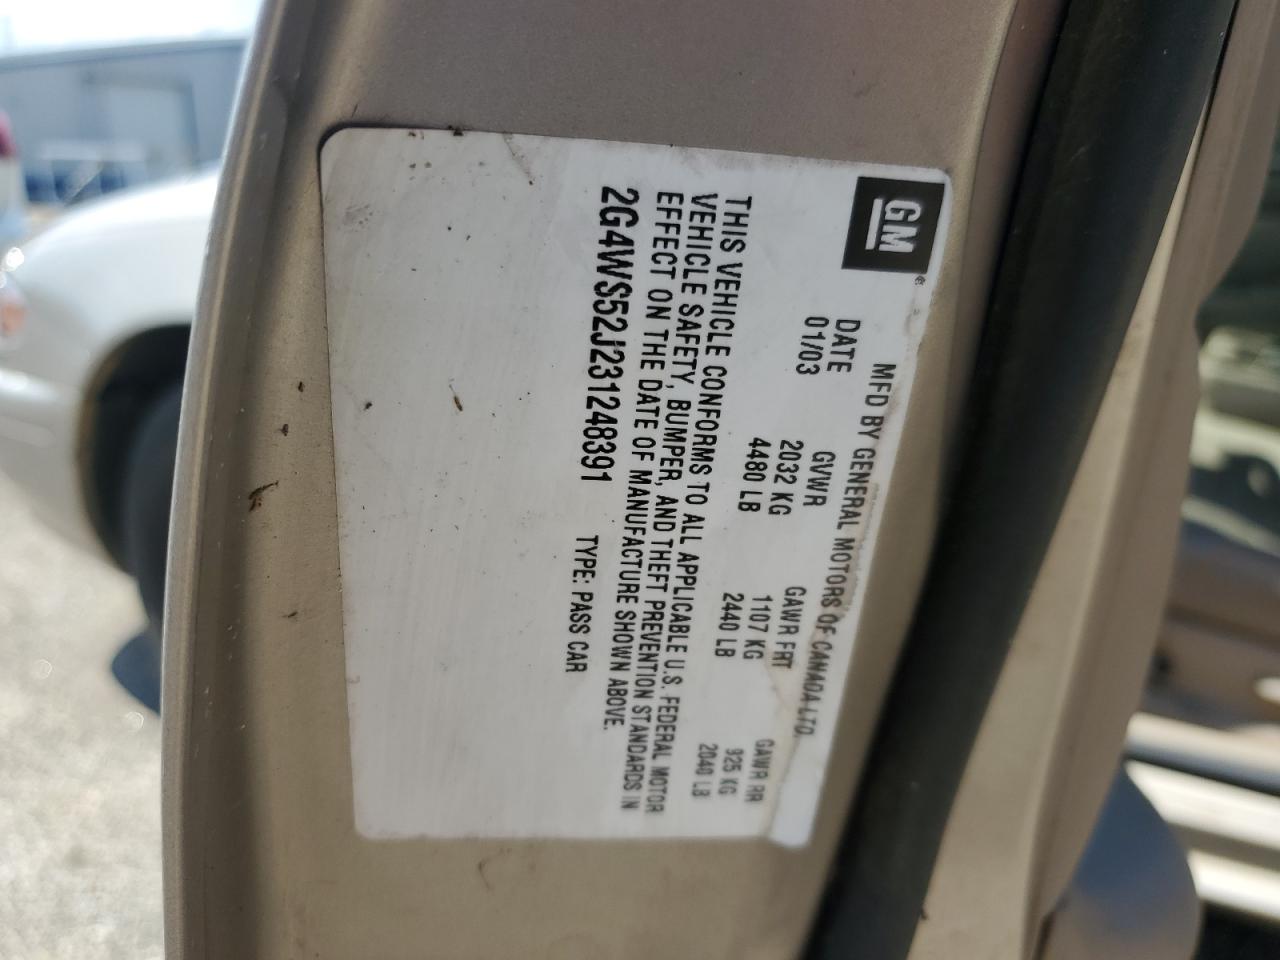 GM®
MFD BY GENERAL MOTORS OF CANADA LTD.
DATE GVWR GAWR FRT GAWR RR
01/03 2032 KG 1107 KG 925 KG
4480 LB 2440 LB 2040 LB
THIS VEHICLE CONFORMS TO ALL APPLICABLE U.S. FEDERAL MOTOR
VEHICLE SAFETY, BUMPER, AND THEFT PREVENTION STANDARDS IN
EFFECT ON THE DATE OF MANUFACTURE SHOWN ABOVE.
2G4WS52J231248391 TYPE: PASS CAR